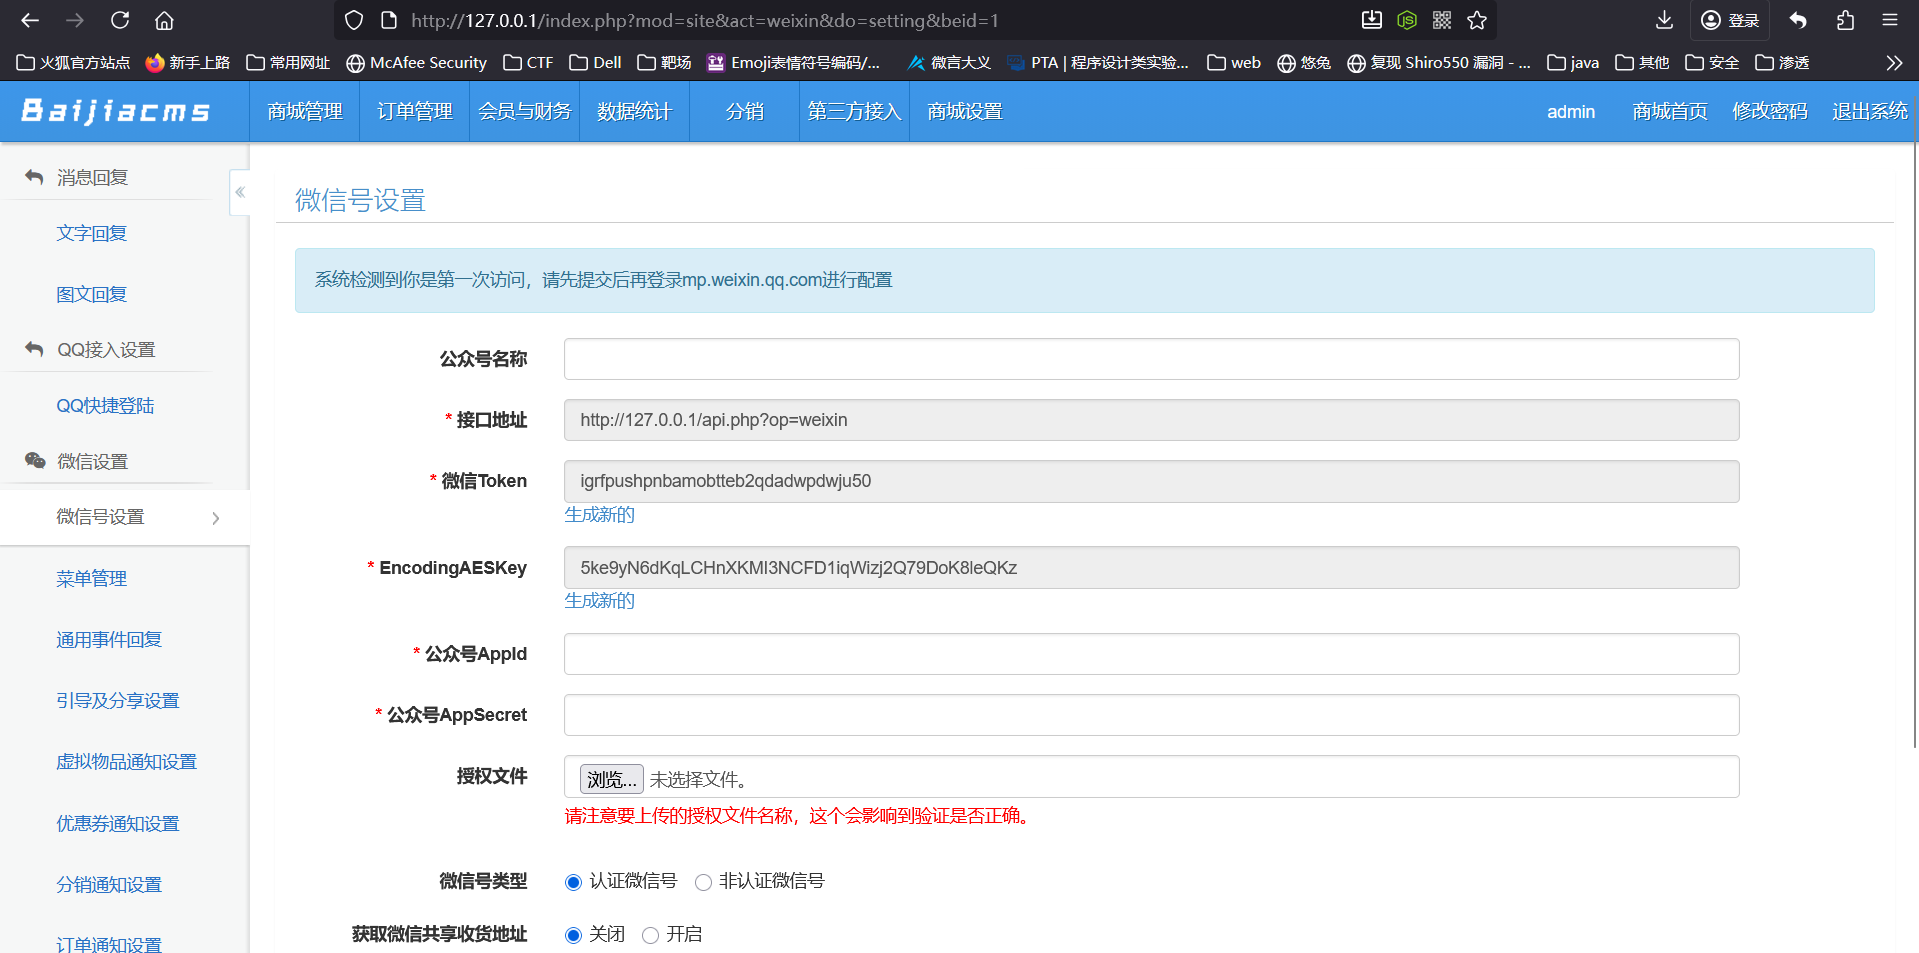 http://127.0.0.1/index.php?mod=site&act=weixin&do=setting&beid=1
登录
火狐官方站点 新手上路 常用网址 McAfee Security CTF Dell 靶场 Emoji表情符号编码/... 微言大义 PTA | 程序设计类实验... web 悠兔 复现 Shiro550 漏洞 - ... java 其他 安全 渗透
Baijiacms 商城管理 订单管理 会员与财务 数据统计 分销 第三方接入 商城设置 admin 商城首页 修改密码 退出系统
消息回复
文字回复
图文回复
QQ接入设置
QQ快捷登陆
微信设置
微信号设置
菜单管理
通用事件回复
引导及分享设置
虚拟物品通知设置
优惠券通知设置
分销通知设置
订单通知设置
微信号设置
系统检测到你是第一次访问，请先提交后再登录mp.weixin.qq.com进行配置
公众号名称
* 接口地址 http://127.0.0.1/api.php?op=weixin
* 微信Token igrfpushpnbamobtteb2qdadwpdwju50
生成新的
* EncodingAESKey 5ke9yN6dKqLCHnXKMI3NCFD1iqWizj2Q79DoK8leQKz
生成新的
* 公众号AppId
* 公众号AppSecret
授权文件 浏览... 未选择文件。
请注意要上传的授权文件名称，这个会影响到验证是否正确。
微信号类型 认证微信号 非认证微信号
获取微信共享收货地址 关闭 开启